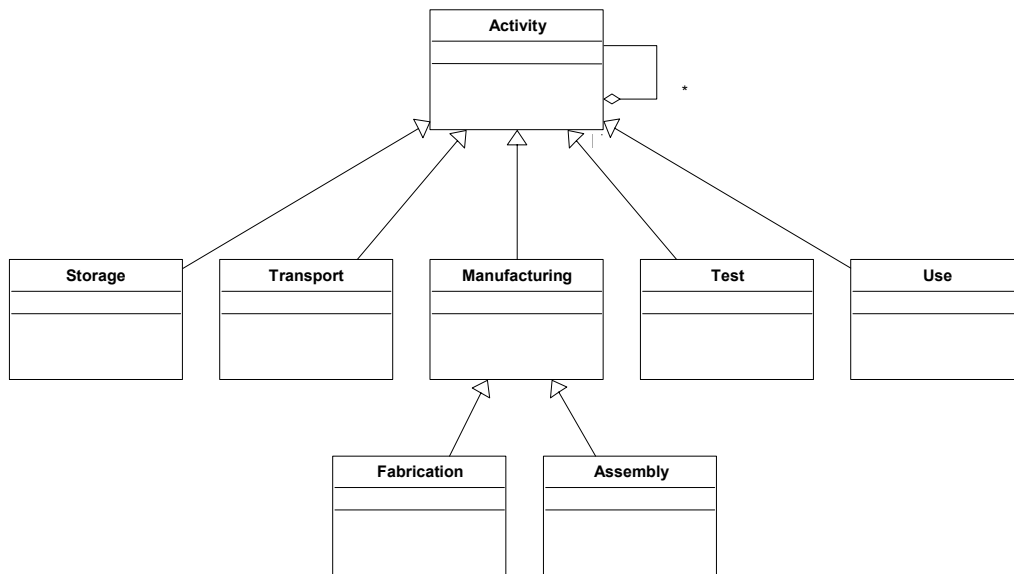 Activity
*
Storage
Transport
Manufacturing
Test
Use
Fabrication
Assembly